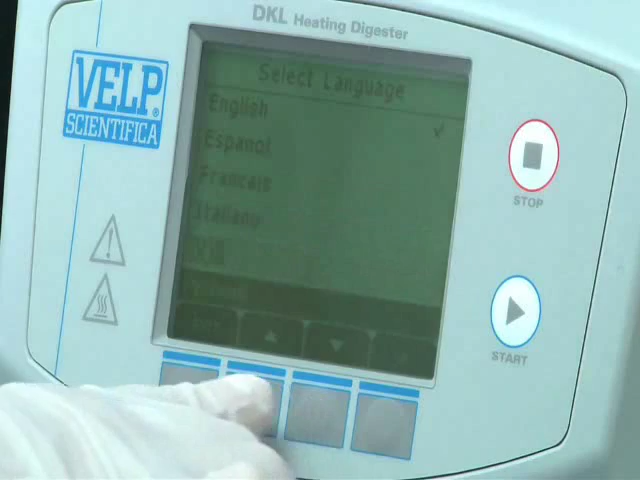 DKL Heating Digester
VELP®
SCIENTIFICA
Select Language
English
Espanol
Francais
Italiano
STOP
START